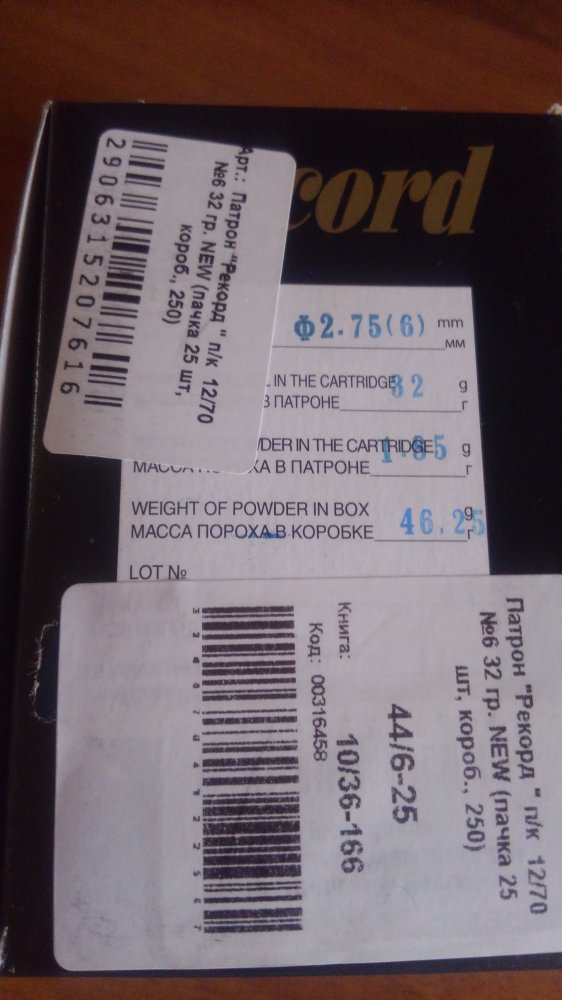 cord
Арт.: Патрон "Рекорд " п/к 12/70
№6 32 гр. NEW (пачка 25 шт,
короб., 250)
2906315207616
Ф2.75(6) mm
мм
IN THE CARTRIDGE 32 g
В ПАТРОНЕ г
DER IN THE CARTRIDGE 1.85 g
МАССА ПОРОХА В ПАТРОНЕ г
WEIGHT OF POWDER IN BOX g
МАССА ПОРОХА В КОРОБКЕ 46.25 г
LOT №
Патрон "Рекорд " п/к 12/70
№6 32 гр. NEW (пачка 25
шт, короб., 250)
44/6-25
Книга: 10/36-166
Код: 00316458